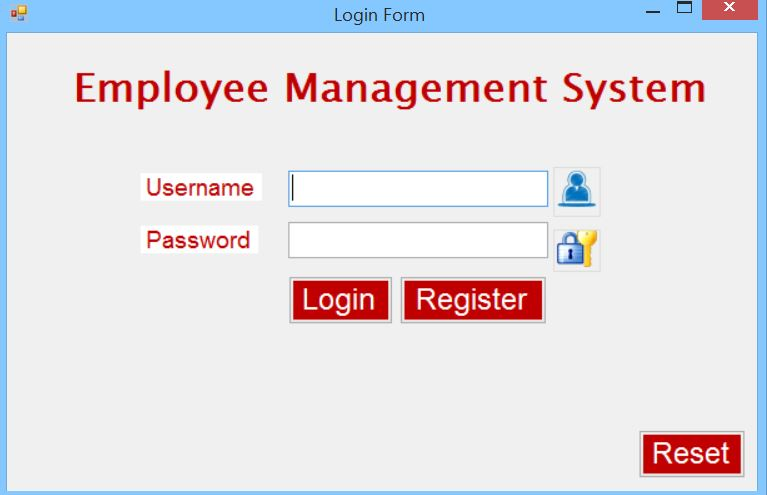 Login Form
Employee Management System
Username
Password
Login Register
Reset